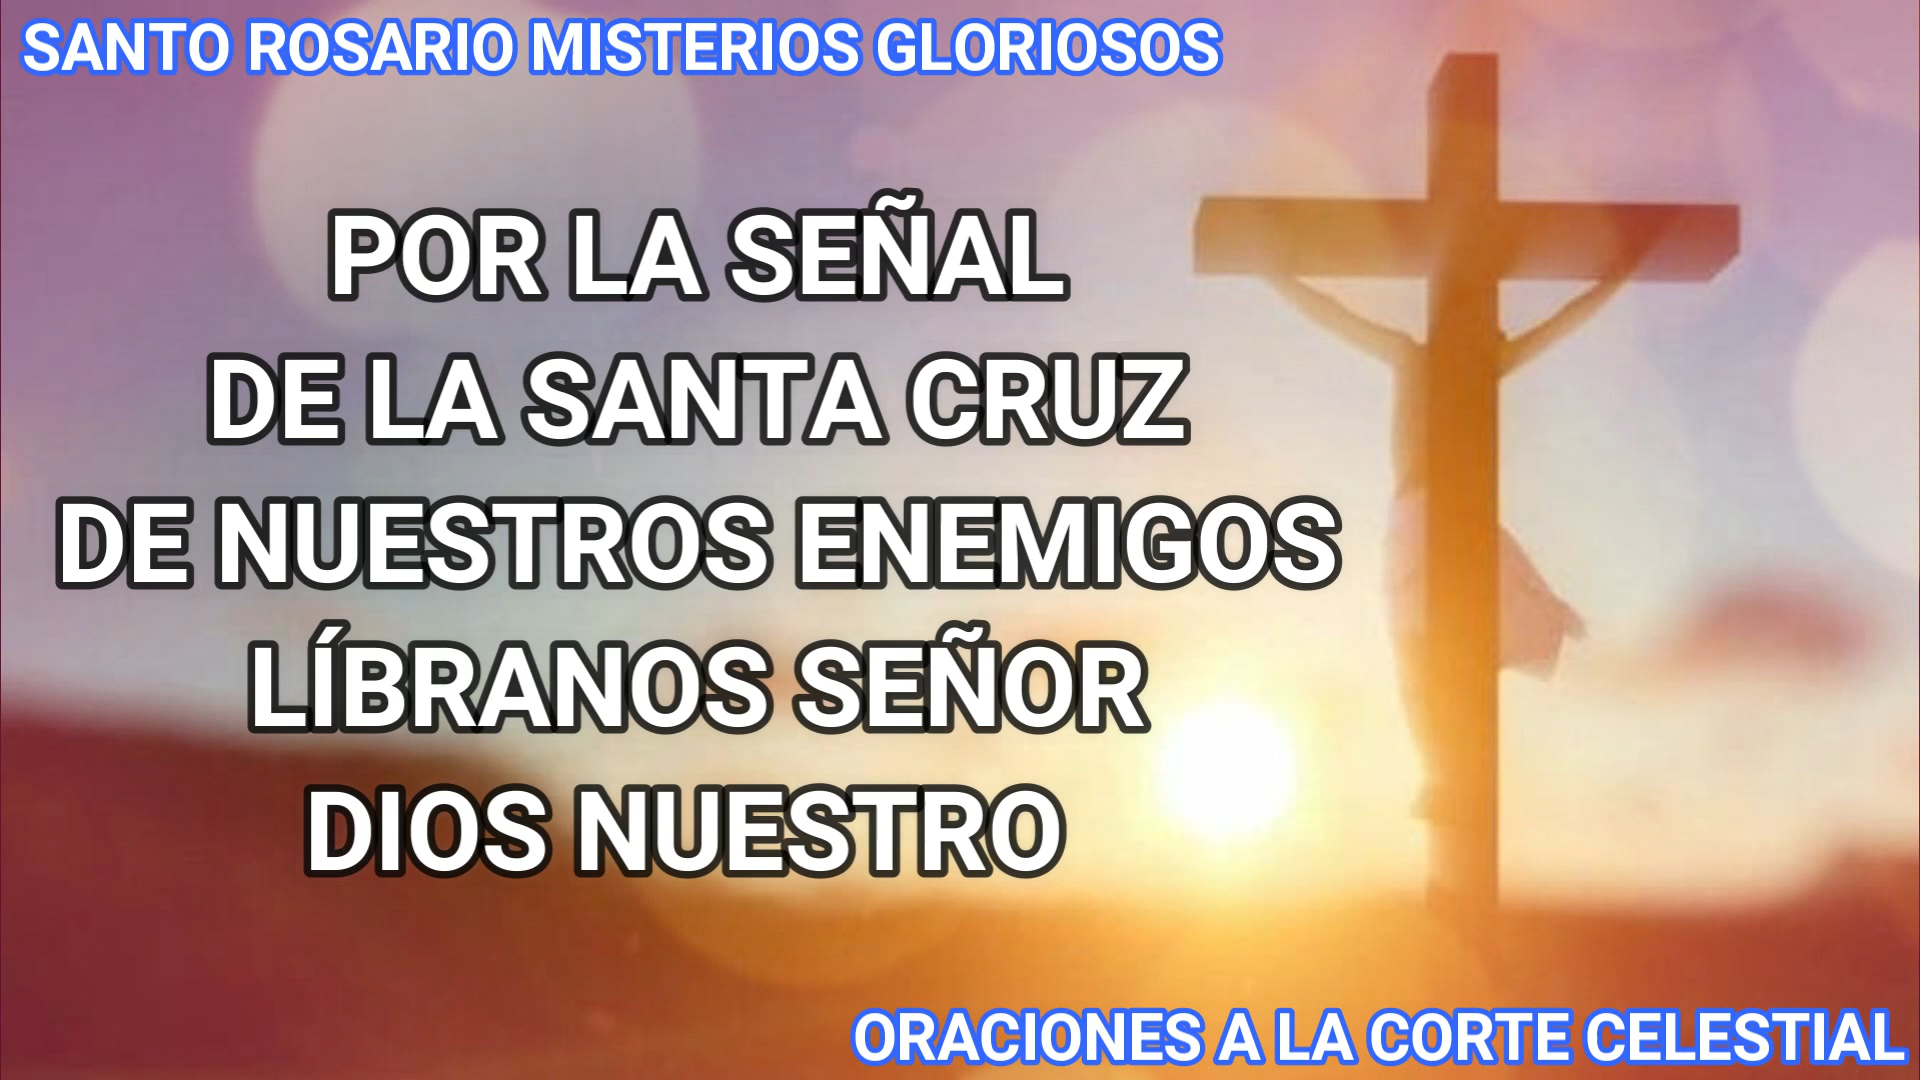 SANTO ROSARIO MISTERIOS GLORIOSOS
POR LA SEÑAL
DE LA SANTA CRUZ
DE NUESTROS ENEMIGOS
LÍBRANOS SEÑOR
DIOS NUESTRO
ORACIONES A LA CORTE CELESTIAL